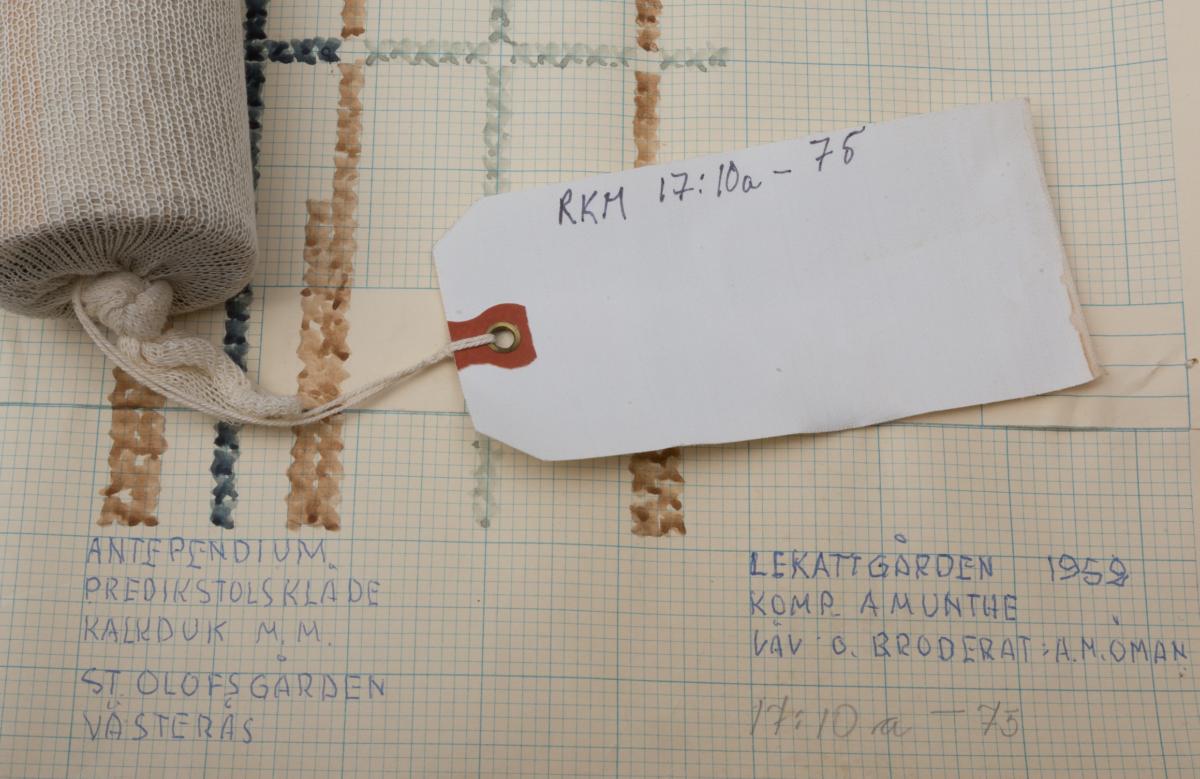 RKM 17:10a - 75
ANTEPENDIUM.
PREDIKSTOLSKLÄDE
KALKDUK M.M.
ST. OLOFSGÅRDEN
VÄSTERÅS
LEKATTGÅRDEN 1959
KOMP. A MUNTHE
VÄV O. BRODERAT: A.M. ÖMAN
17:10 a - 75